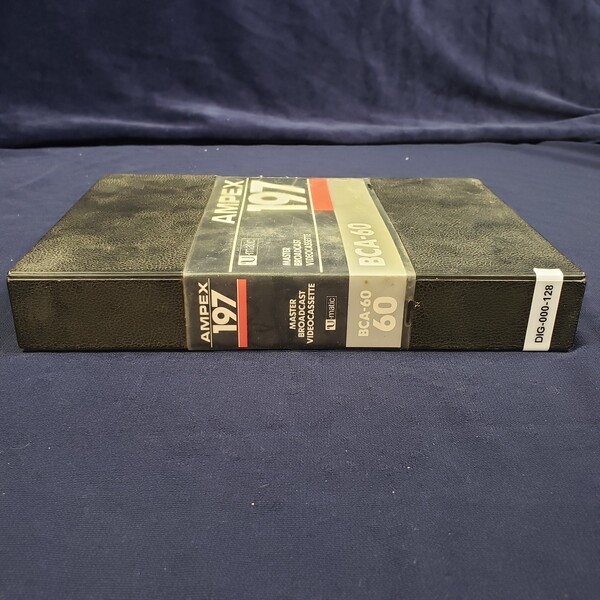 AMPEX
197
U-matic
MASTER
BROADCAST
VIDEOCASSETTE
BCA-60
AMPEX
197
MASTER
BROADCAST
VIDEOCASSETTE
U-matic
BCA-60
60
DIG-000-128